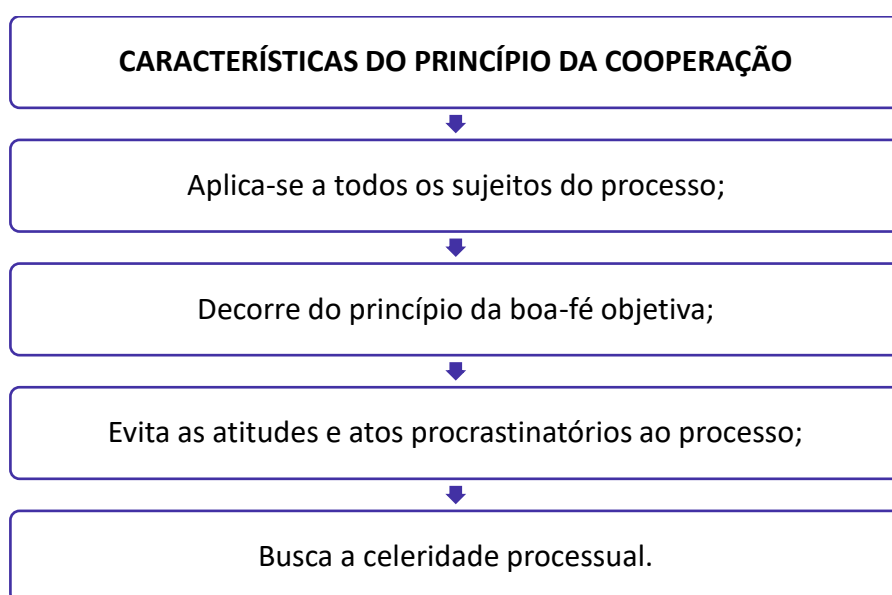 CARACTERÍSTICAS DO PRINCÍPIO DA COOPERAÇÃO
Aplica-se a todos os sujeitos do processo;
Decorre do princípio da boa-fé objetiva;
Evita as atitudes e atos procrastinatórios ao processo;
Busca a celeridade processual.